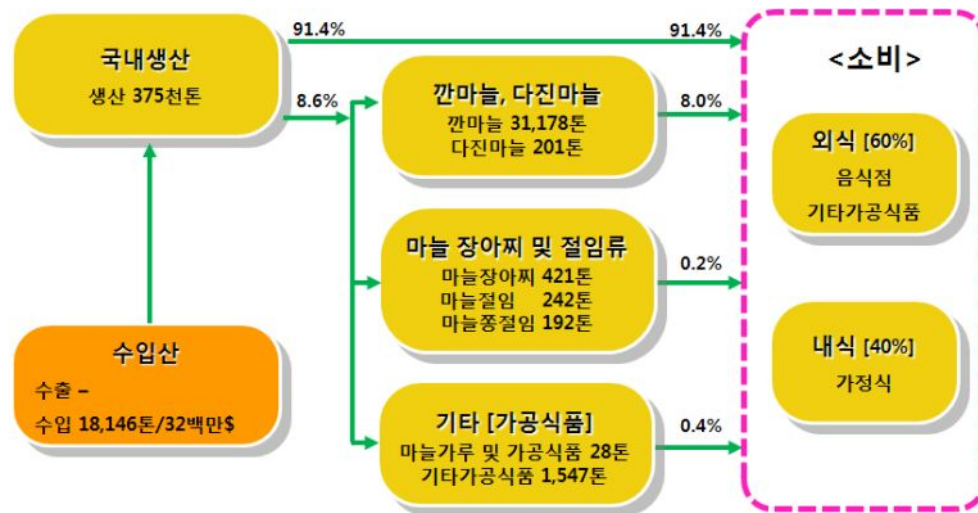 국내생산
생산 375천톤
91.4%
91.4%
8.6%
깐마늘, 다진마늘
깐마늘 31,178톤
다진마늘 201톤
8.0%
마늘 장아찌 및 절임류
마늘장아찌 421톤
마늘절임 242톤
마늘쫑절임 192톤
0.2%
수입산
수출 –
수입 18,146톤/32백만$
기타 [가공식품]
마늘가루 및 가공식품 28톤
기타가공식품 1,547톤
0.4%
<소비>
외식 [60%]
음식점
기타가공식품
내식 [40%]
가정식